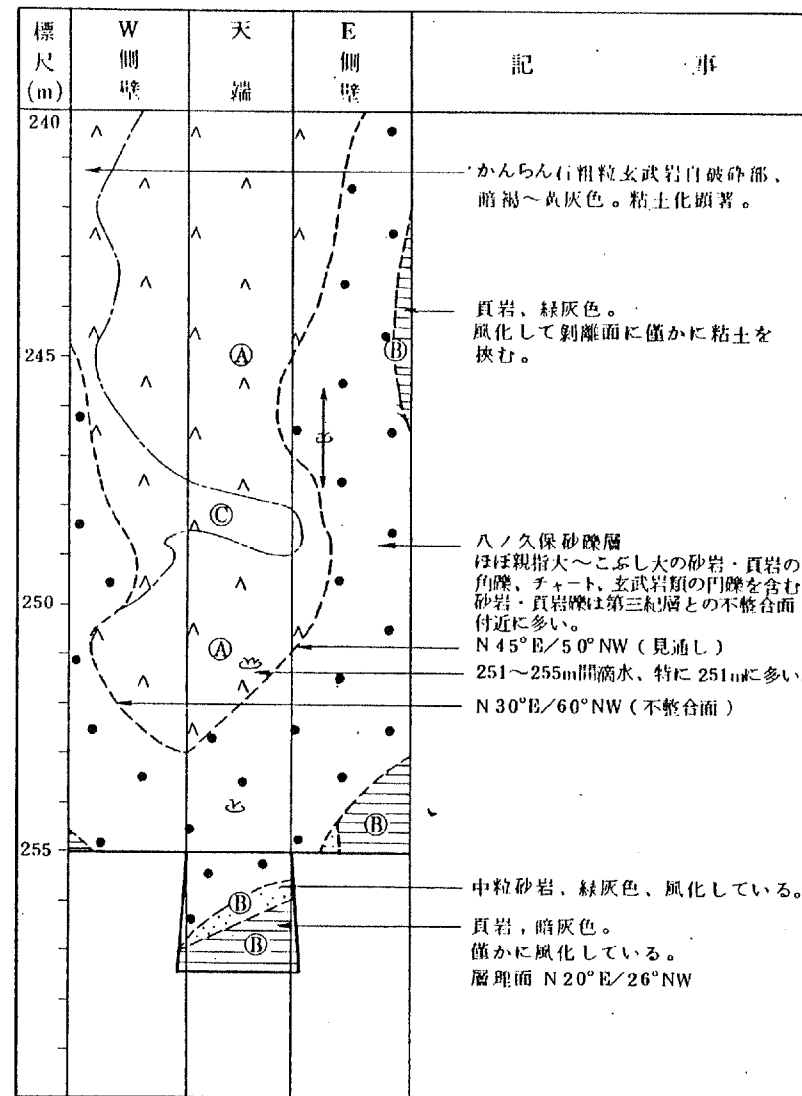 標尺(m)
W側壁
天端
E側壁
記事
240
245
250
255
かんらん石粗粒玄武岩自破砕部、
暗褐~黄灰色。粘土化顕著。
頁岩、緑灰色。
風化して剝離面に僅かに粘土を
挟む。
八ノ久保砂礫層
ほぼ親指大~こぶし大の砂岩・頁岩の
角礫、チャート、玄武岩類の円礫を含む
砂岩・頁岩礫は第三紀層との不整合面
付近に多い。
N 45°E/50°NW(見通し)
251~255m間滴水、特に251mに多い。
N 30°E/60°NW(不整合面)
中粒砂岩、緑灰色、風化している。
頁岩,暗灰色。
僅かに風化している。
層理面 N 20°E/26°NW
Ⓐ
Ⓑ
Ⓒ
Ⓐ
Ⓑ
Ⓑ
Ⓑ